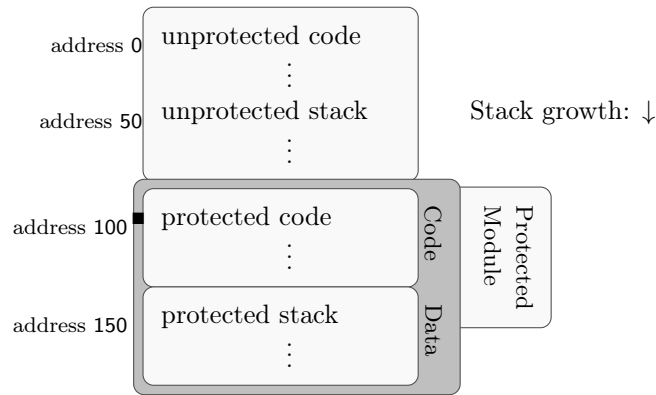 address 0
unprotected code
⋮
address 50
unprotected stack
⋮
Stack growth: ↓
address 100
protected code
⋮
Code
Protected
Module
address 150
protected stack
⋮
Data